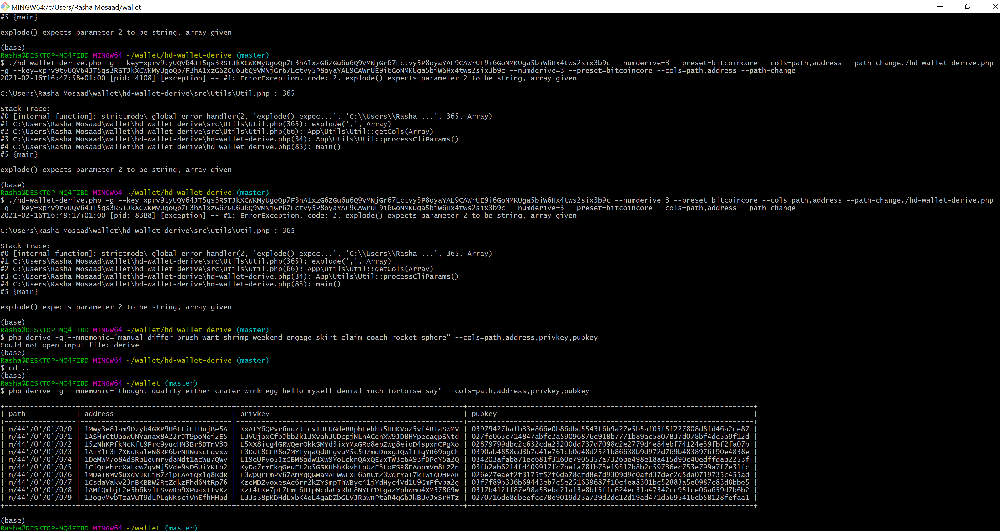 MINGW64:/c/Users/Rasha Mosaad/wallet
#5 {main}
explode() expects parameter 2 to be string, array given
(base)
Rasha@DESKTOP-NQ4FIBD MINGW64 ~/wallet/hd-wallet-derive (master)
$ ./hd-wallet-derive.php -g --key=xprv9tyUQV64JT5qs3RSTJkXCWKMyUgoQp7F3hA1xzG6ZGu6u6Q9VMNjGr67Lctvy5P8oyaYAL9CAWrUE9i6GoNMKUga5biW6Hx4tws2six3b9c --numderive=3 --preset=bitcoincore --cols=path,address --path-change./hd-wallet-derive.php
-g --key=xprv9tyUQV64JT5qs3RSTJkXCWKMyUgoQp7F3hA1xzG6ZGu6u6Q9VMNjGr67Lctvy5P8oyaYAL9CAWrUE9i6GoNMKUga5biW6Hx4tws2six3b9c --numderive=3 --preset=bitcoincore --cols=path,address --path-change
2021-02-16T16:47:58+01:00 [pid: 4108] [exception] -- #1: ErrorException. code: 2. explode() expects parameter 2 to be string, array given
C:\Users\Rasha Mosaad\wallet\hd-wallet-derive\src\Utils\Util.php : 365
Stack Trace:
#0 [internal function]: strictmode\_global_error_handler(2, 'explode() expec...', 'C:\\Users\\Rasha ...', 365, Array)
#1 C:\Users\Rasha Mosaad\wallet\hd-wallet-derive\src\Utils\Util.php(365): explode(',', Array)
#2 C:\Users\Rasha Mosaad\wallet\hd-wallet-derive\src\Utils\Util.php(66): App\Utils\Util::getCols(Array)
#3 C:\Users\Rasha Mosaad\wallet\hd-wallet-derive\hd-wallet-derive.php(34): App\Utils\Util::processCliParams()
#4 C:\Users\Rasha Mosaad\wallet\hd-wallet-derive\hd-wallet-derive.php(83): main()
#5 {main}
explode() expects parameter 2 to be string, array given
(base)
Rasha@DESKTOP-NQ4FIBD MINGW64 ~/wallet/hd-wallet-derive (master)
$ ./hd-wallet-derive.php -g --key=xprv9tyUQV64JT5qs3RSTJkXCWKMyUgoQp7F3hA1xzG6ZGu6u6Q9VMNjGr67Lctvy5P8oyaYAL9CAWrUE9i6GoNMKUga5biW6Hx4tws2six3b9c --numderive=3 --preset=bitcoincore --cols=path,address --path-change./hd-wallet-derive.php
-g --key=xprv9tyUQV64JT5qs3RSTJkXCWKMyUgoQp7F3hA1xzG6ZGu6u6Q9VMNjGr67Lctvy5P8oyaYAL9CAWrUE9i6GoNMKUga5biW6Hx4tws2six3b9c --numderive=3 --preset=bitcoincore --cols=path,address --path-change
2021-02-16T16:49:17+01:00 [pid: 8388] [exception] -- #1: ErrorException. code: 2. explode() expects parameter 2 to be string, array given
C:\Users\Rasha Mosaad\wallet\hd-wallet-derive\src\Utils\Util.php : 365
Stack Trace:
#0 [internal function]: strictmode\_global_error_handler(2, 'explode() expec...', 'C:\\Users\\Rasha ...', 365, Array)
#1 C:\Users\Rasha Mosaad\wallet\hd-wallet-derive\src\Utils\Util.php(365): explode(',', Array)
#2 C:\Users\Rasha Mosaad\wallet\hd-wallet-derive\src\Utils\Util.php(66): App\Utils\Util::getCols(Array)
#3 C:\Users\Rasha Mosaad\wallet\hd-wallet-derive\hd-wallet-derive.php(34): App\Utils\Util::processCliParams()
#4 C:\Users\Rasha Mosaad\wallet\hd-wallet-derive\hd-wallet-derive.php(83): main()
#5 {main}
explode() expects parameter 2 to be string, array given
(base)
Rasha@DESKTOP-NQ4FIBD MINGW64 ~/wallet/hd-wallet-derive (master)
$ php derive -g --mnemonic="manual differ brush want shrimp weekend engage skirt claim coach rocket sphere" --cols=path,address,privkey,pubkey
Could not open input file: derive
(base)
Rasha@DESKTOP-NQ4FIBD MINGW64 ~/wallet/hd-wallet-derive (master)
$ cd ..
(base)
Rasha@DESKTOP-NQ4FIBD MINGW64 ~/wallet (master)
$ php derive -g --mnemonic="thought quality either crater wink egg hello myself denial much tortoise say" --cols=path,address,privkey,pubkey
| path | address | privkey | pubkey |
| m/44'/0'/0'/0/0 | 1Mwy3e81am9Dzyb4GXP9H6FEiETHujBe5A | KxAtY6QPvr6nqzJtcvTULUGdeBBpbEehhK5HHKVoZ5vf4BTaSwMV | 03979427bafb33e866e0b86dbd5543f6b9a27e5b5af05f5f227808d8fd46a2ce87 |
| m/44'/0'/0'/0/1 | 1ASHmCtUbowUNYanax8A22rJT9poNoi2E5 | L3VUjbxCfbJbb2k13Xvah3UDcpjNLnACenXW9JD8HYpecagpSNtd | 027fe063c714847abfc2a59096876e918b7771b89ac5807837d078bf4dc5b9f12d |
| m/44'/0'/0'/0/2 | 15zNhKPfkNcKft9Prc9yucHN3Br8DTnV3Q | L5XX8icg4GRWQerQkkSMYd3ixYMxGRo8epZwg8eioD4spxnCPgXo | 02879799dbc2c632cda23200dd737d7098c2e2779d4e84ebf74124e39fbf2fa07b |
| m/44'/0'/0'/0/3 | 1AiY1L3E7XNuKa1eN8RP6brNHNuscEqvxw | L3Ddt8CEB8o7MYfyqaQdUFgvuM5c5HZmqDnxgJQw1tTqYB69pgCh | 0390ab4858cd3b7d41e761cb0d48d2521b86638b9d972d769b4838976f90e4838e |
| m/44'/0'/0'/0/4 | 1DeMWM7o8AdSRpUeumryd8Ndt1acWu7QWv | L19eUFyo5JzGBM8odw1Xw9YoLcknQAxQE2xTW3c6A93fDPqY5a2Q | 034203afab871ec681f3160e7905357a7326be498e18a415d90c40edffdab2253f |
| m/44'/0'/0'/0/5 | 1CiQcehrcXaLcw7qvMj5Vde9sD6UiYKtb2 | KyDq7rmEkqGeuEt2o5GSKHbhKkvhtpUzE3LoFSR8EAopmVm8LZ2n | 03fb2ab6214fd409917fc7ba1a78fb73e19517b8b2c59736ec753e799a7f7e31fc |
| m/44'/0'/0'/0/6 | 1MDeTBMv5uXdVJKFiB7Z1pFAAiqx1q8RdR | L3wpQrLmPV67AmYgQGMaMALwwFXL6bnCtZ3wqrYaT7kTWidDHPAR | 026e27eaef2f3175f52f6da78cfd8e7d9309d9c0afd37dec2d5da0719735c455ad |
| m/44'/0'/0'/0/7 | 1CsdaVakv23nBKBBW2RtZdkzFhd6NtRp76 | KzcMDZvoxesAc6rr2kZYSmpThWByc41jYdHyc4Vd1U9GmFfvba2g | 03f7f89b336b69443eb7c5e251639687f10c4ea8301bc52883a5e0987c83d8bbe5 |
| m/44'/0'/0'/0/8 | 1AMfQmbjt2e5b6kv1LSvwRb9XPuaxttvXz | KzT4FKe7pF7LmL6HTpNcdaUxRhE8NYFCDEgazYphwmu4XM37869w | 0317b4121f87e98a53ebc21a13e8bf5ffc624ec31a47342cc951ce06a659d7b6b2 |
| m/44'/0'/0'/0/9 | 13ogvMvbTzaVuT9dLPLqNKsciVnEfhHHpd | L33s38pKDHdLxbKAoL4gaDZbGLVJRbwnPtaR4qGbJkBUvJxSrHTz | 0270716de8dbeefcc78e9019d23a729d2de12d19ad471db695416cb58128fefaa1 |
(base)
Rasha@DESKTOP-NQ4FIBD MINGW64 ~/wallet (master)